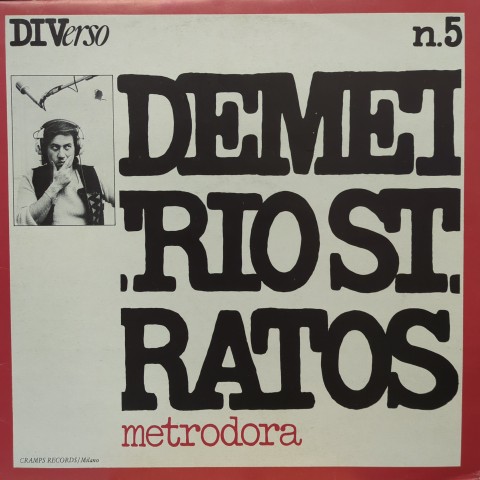 DIVerso
n.5
DEMET
RIO ST.
RATOS
metrodora
CRAMPS RECORDS/Milano